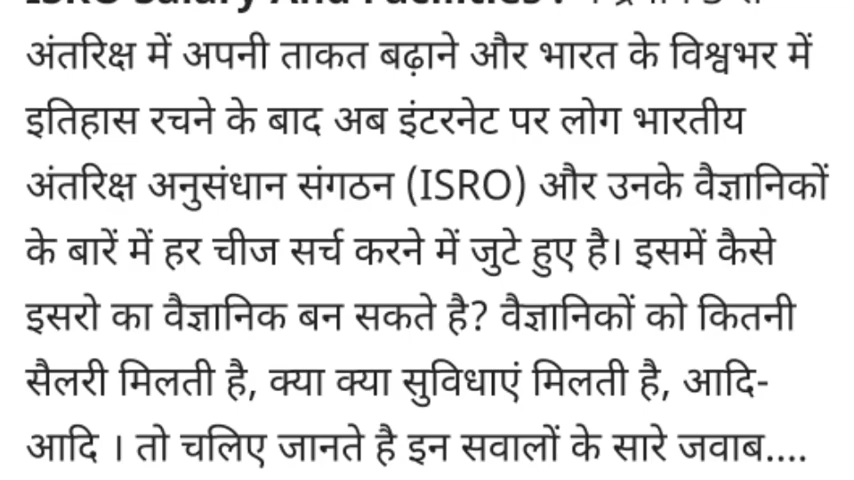 अंतरिक्ष में अपनी ताकत बढ़ाने और भारत के विश्वभर में
इतिहास रचने के बाद अब इंटरनेट पर लोग भारतीय
अंतरिक्ष अनुसंधान संगठन (ISRO) और उनके वैज्ञानिकों
के बारें में हर चीज सर्च करने में जुटे हुए है। इसमें कैसे
इसरो का वैज्ञानिक बन सकते है? वैज्ञानिकों को कितनी
सैलरी मिलती है, क्या क्या सुविधाएं मिलती है, आदि-
आदि । तो चलिए जानते है इन सवालों के सारे जवाब....